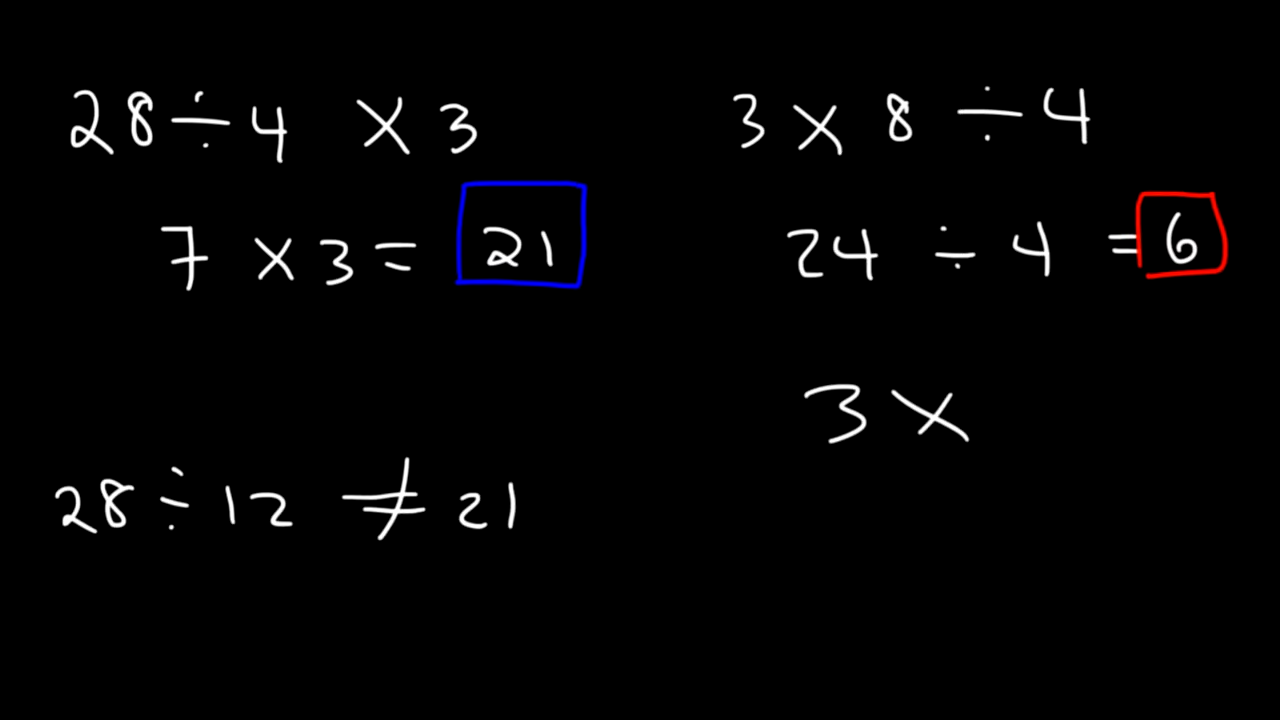 28 ÷ 4 × 3
7 × 3 = 21
28 ÷ 12 ≠ 21
3 × 8 ÷ 4
24 ÷ 4 = 6
3 ×